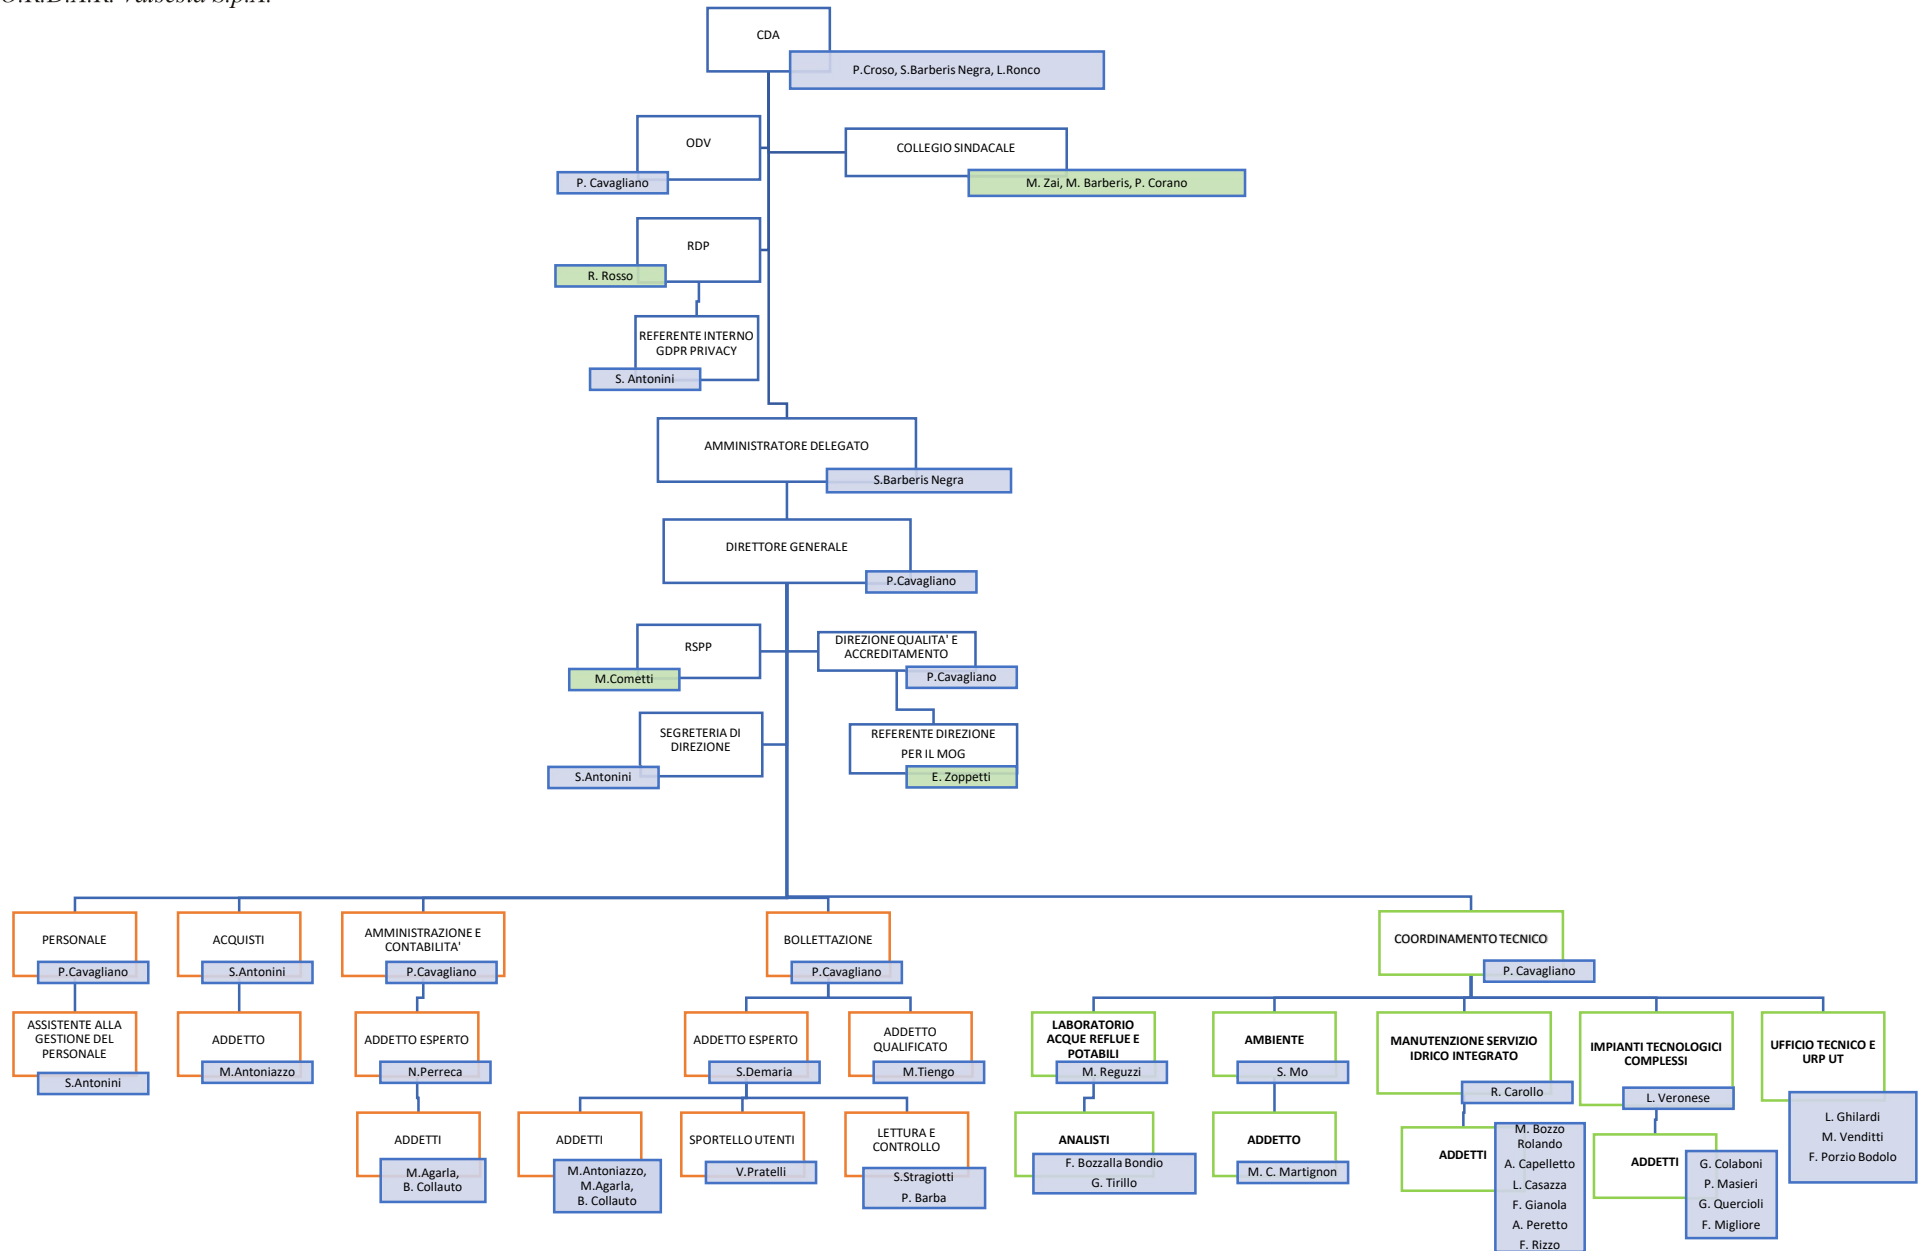 C.O.R.D.A.R. Valsesia S.p.A.
CDA
P.Croso, S.Barberis Negra, L.Ronco
ODV
P. Cavagliano
COLLEGIO SINDACALE
M. Zai, M. Barberis, P. Corano
RDP
R. Rosso
REFERENTE INTERNO
GDPR PRIVACY
S. Antonini
AMMINISTRATORE DELEGATO
S.Barberis Negra
DIRETTORE GENERALE
P.Cavagliano
RSPP
M.Cometti
DIREZIONE QUALITA' E
ACCREDITAMENTO
P.Cavagliano
SEGRETERIA DI
DIREZIONE
S.Antonini
REFERENTE DIREZIONE
PER IL MOG
E. Zoppetti
PERSONALE
P.Cavagliano
ACQUISTI
S.Antonini
AMMINISTRAZIONE E
CONTABILITA'
P.Cavagliano
BOLLETTAZIONE
P.Cavagliano
COORDINAMENTO TECNICO
P. Cavagliano
ASSISTENTE ALLA
GESTIONE DEL
PERSONALE
S.Antonini
ADDETTO
M.Antoniazzo
ADDETTO ESPERTO
N.Perreca
ADDETTO ESPERTO
S.Demaria
ADDETTO
QUALIFICATO
M.Tiengo
LABORATORIO
ACQUE REFLUE E
POTABILI
M. Reguzzi
AMBIENTE
S. Mo
MANUTENZIONE SERVIZIO
IDRICO INTEGRATO
R. Carollo
IMPIANTI TECNOLOGICI
COMPLESSI
L. Veronese
UFFICIO TECNICO E
URP UT
L. Ghilardi
M. Venditti
F. Porzio Bodolo
ADDETTI
M.Agarla,
B. Collauto
ADDETTI
M.Antoniazzo,
M.Agarla,
B. Collauto
SPORTELLO UTENTI
V.Pratelli
LETTURA E
CONTROLLO
S.Stragiotti
P. Barba
ANALISTI
F. Bozzalla Bondio
G. Tirillo
ADDETTO
M. C. Martignon
ADDETTI
M. Bozzo
Rolando
A. Capelletto
L. Casazza
F. Gianola
A. Peretto
F. Rizzo
ADDETTI
G. Colaboni
P. Masieri
G. Quercioli
F. Migliore